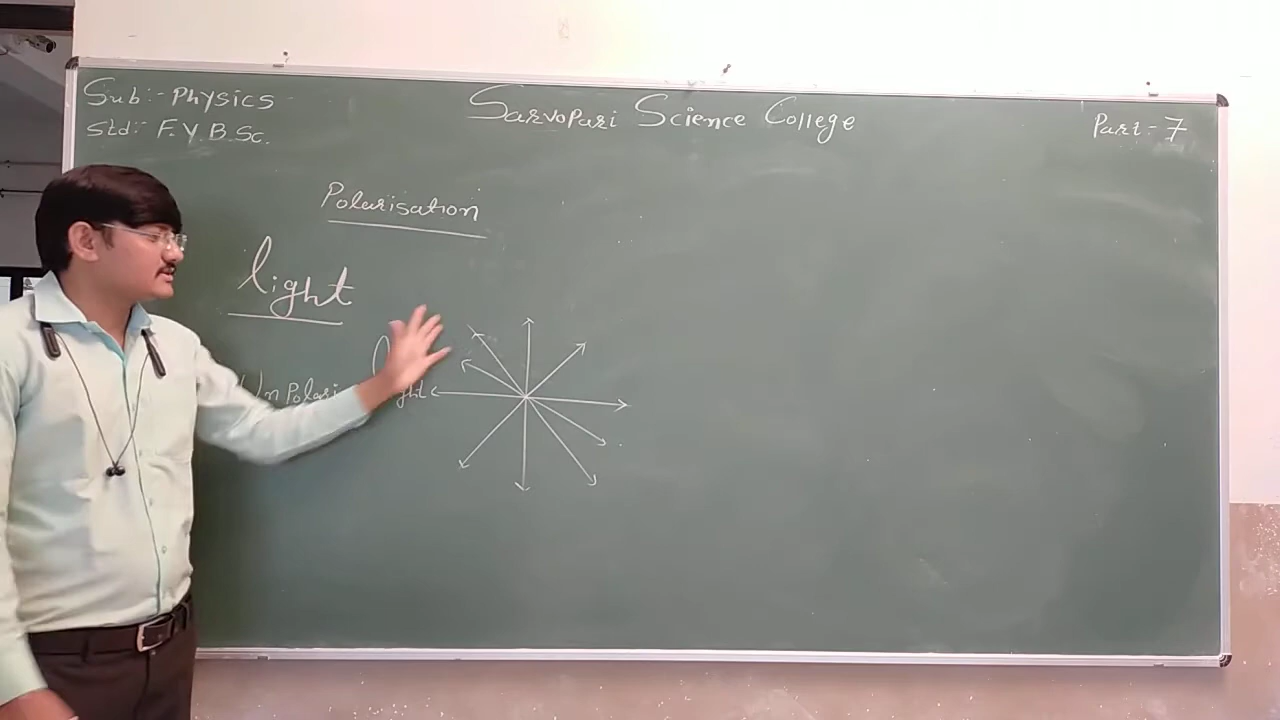 Sub:- Physics
Std:- F.Y.B.Sc.
Sarvopari Science College
Part-7
Polarisation
light